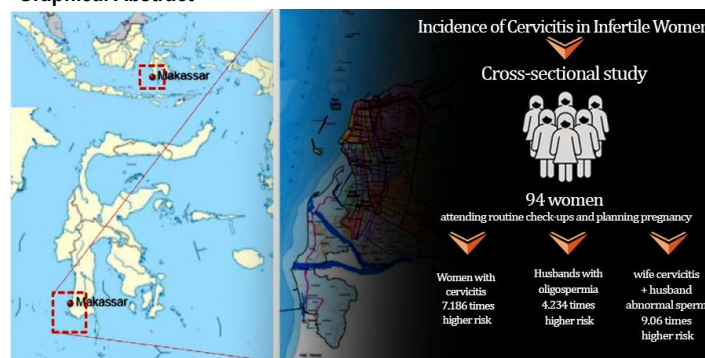 Graphical Abstract
Makassar
Makassar
Incidence of Cervicitis in Infertile Women
Cross-sectional study
94 women
attending routine check-ups and planning pregnancy
Women with
cervicitis
7.186 times
higher risk
Husbands with
oligospermia
4.234 times
higher risk
wife cervicitis
+ husband
abnormal sperm
9.06 times
higher risk